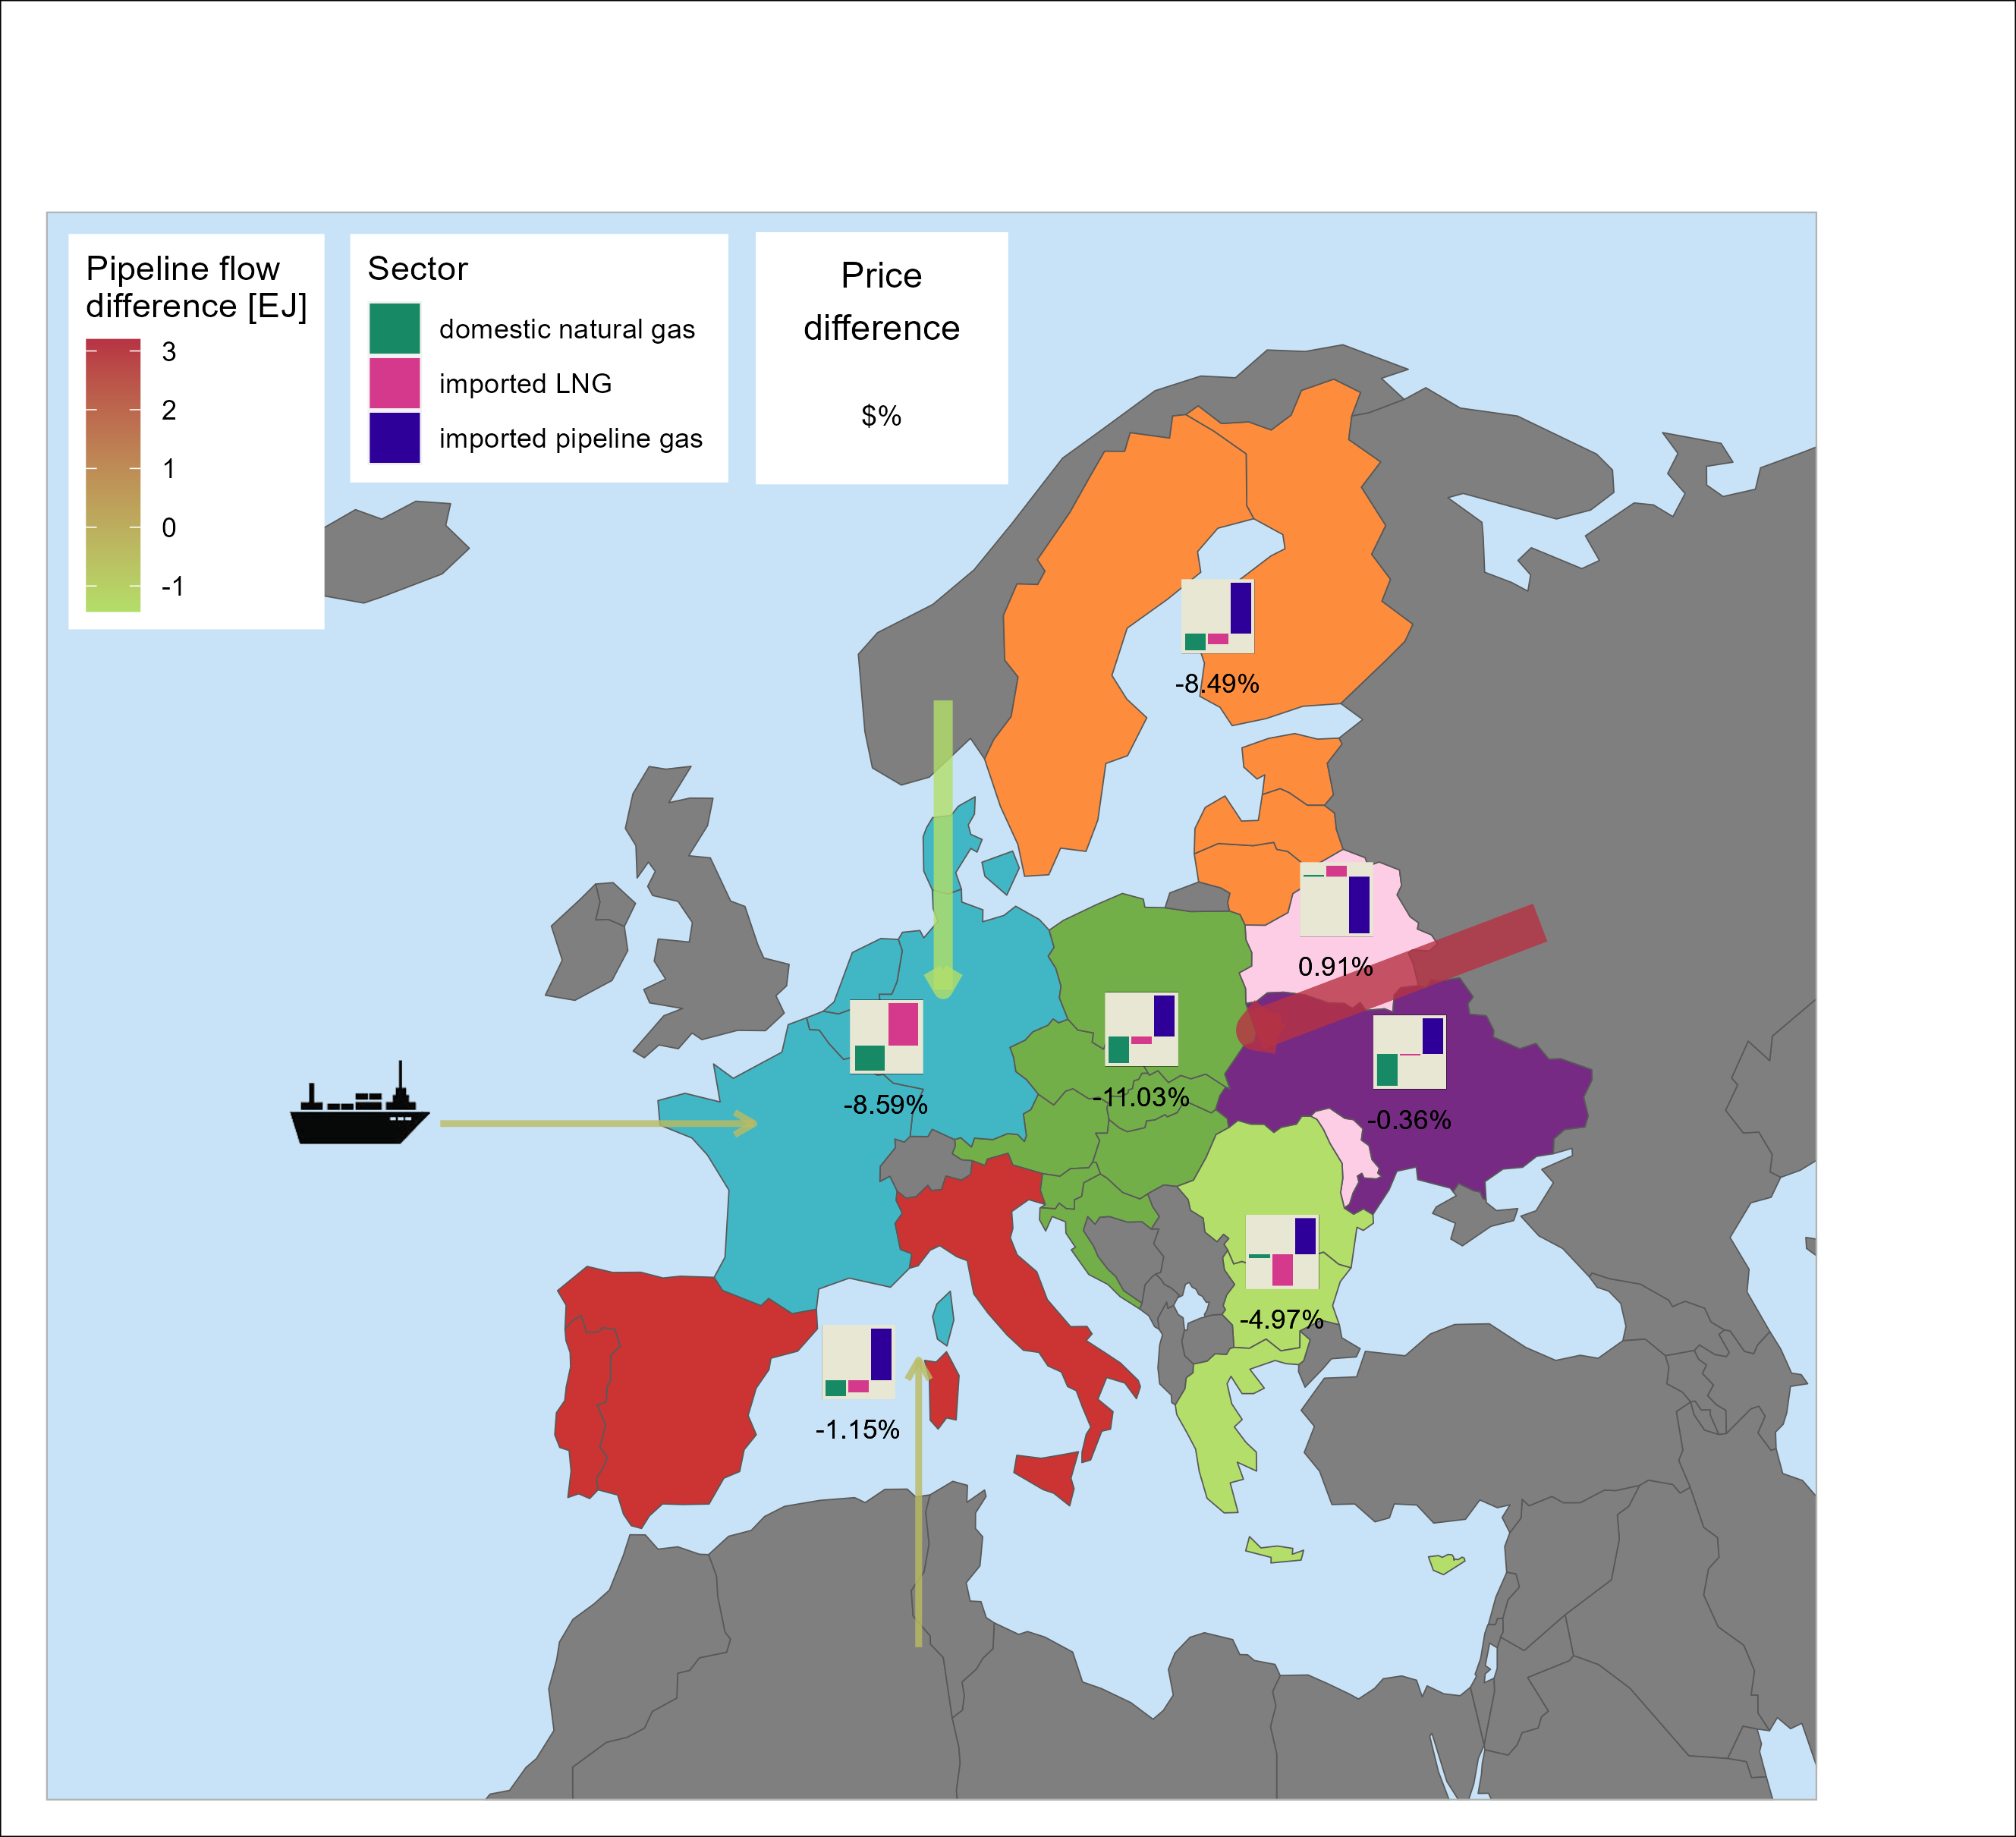 Pipeline flow
difference [EJ]
3
2
1
0
-1
Sector
domestic natural gas
imported LNG
imported pipeline gas
Price
difference
$%
-8.49%
0.91%
-11.03%
-8.59%
-0.36%
-4.97%
-1.15%